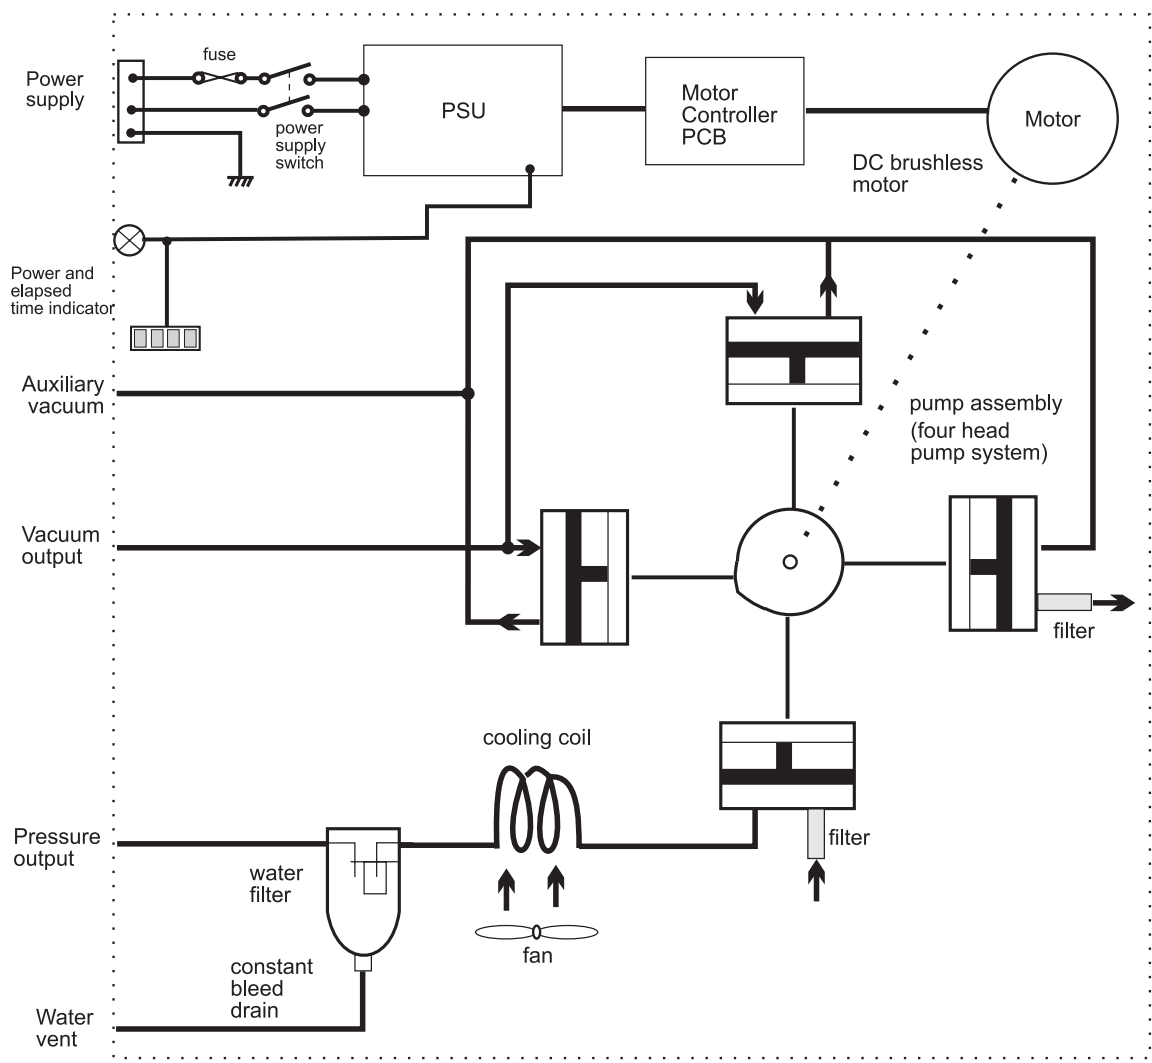 fuse
Power
supply
PSU
power
supply
switch
Motor
Controller
PCB
Motor
DC brushless
motor
Power and
elapsed
time indicator
Auxiliary
vacuum
pump assembly
(four head
pump system)
Vacuum
output
filter
cooling coil
Pressure
output
water
filter
filter
fan
constant
bleed
drain
Water
vent